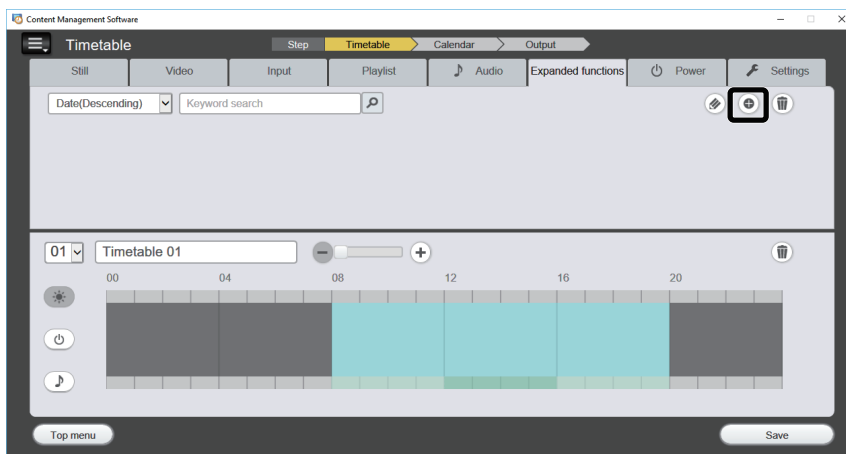 Content Management Software
Timetable
Step Timetable Calendar Output
Still Video Input Playlist Audio Expanded functions Power Settings
Date(Descending) Keyword search
01 Timetable 01
00 04 08 12 16 20
Top menu Save